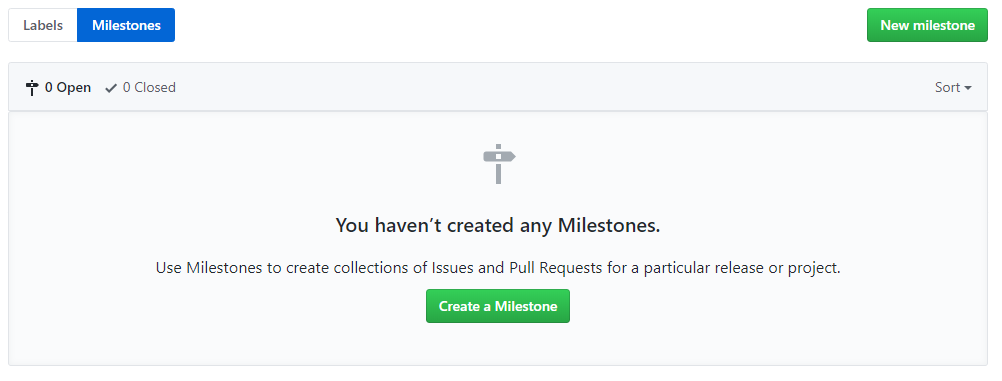 Labels Milestones New milestone
0 Open 0 Closed Sort
You haven’t created any Milestones.
Use Milestones to create collections of Issues and Pull Requests for a particular release or project.
Create a Milestone